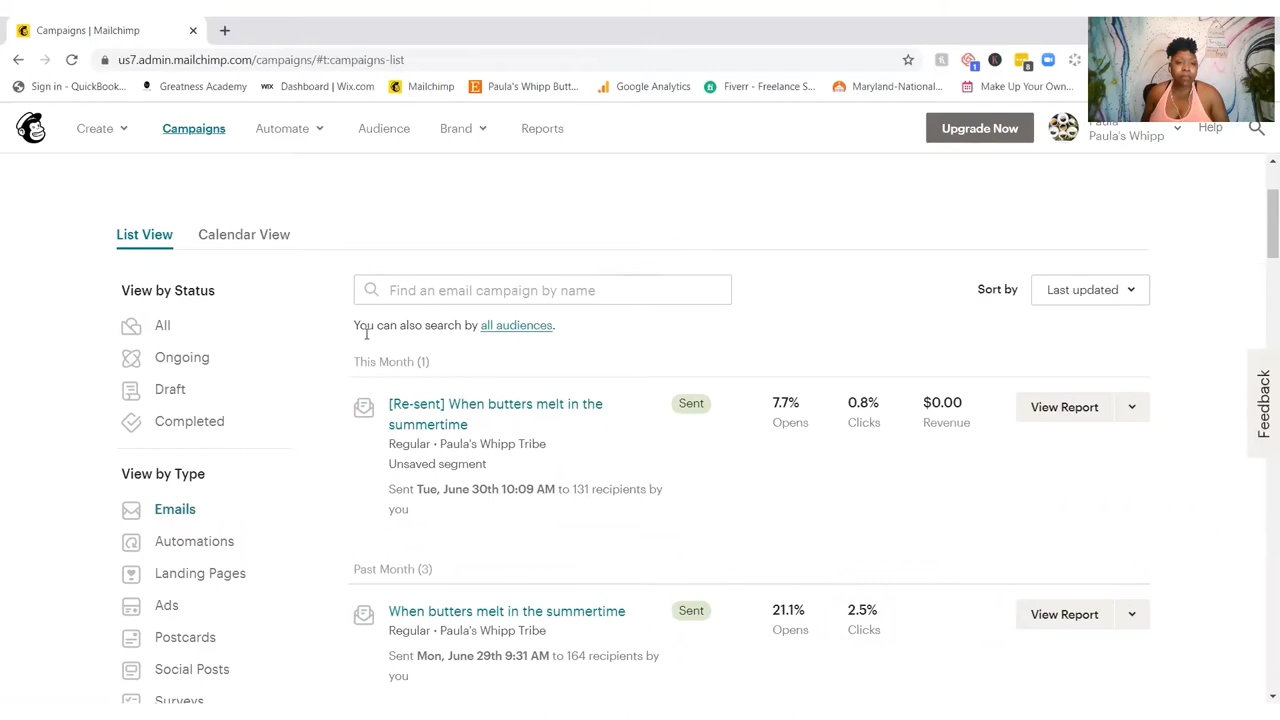 Campaigns | Mailchimp
us7.admin.mailchimp.com/campaigns/#t:campaigns-list
1
8
Sign in - QuickBook...
Greatness Academy
WIX Dashboard | Wix.com
Mailchimp
Paula's Whipp Butt...
Google Analytics
Fiverr - Freelance S...
Maryland-National...
Make Up Your Own...
Create
Campaigns
Automate
Audience
Brand
Reports
Upgrade Now
Paula
Paula's Whipp
Help
List View
Calendar View
View by Status
All
Ongoing
Draft
Completed
View by Type
Emails
Automations
Landing Pages
Ads
Postcards
Social Posts
Surveys
Find an email campaign by name
Sort by
Last updated
You can also search by all audiences.
This Month (1)
[Re-sent] When butters melt in the
summertime
Regular • Paula's Whipp Tribe
Unsaved segment
Sent Tue, June 30th 10:09 AM to 131 recipients by
you
Sent
7.7%
Opens
0.8%
Clicks
$0.00
Revenue
View Report
Past Month (3)
When butters melt in the summertime
Regular • Paula's Whipp Tribe
Sent Mon, June 29th 9:31 AM to 164 recipients by
you
Sent
21.1%
Opens
2.5%
Clicks
View Report
Feedback